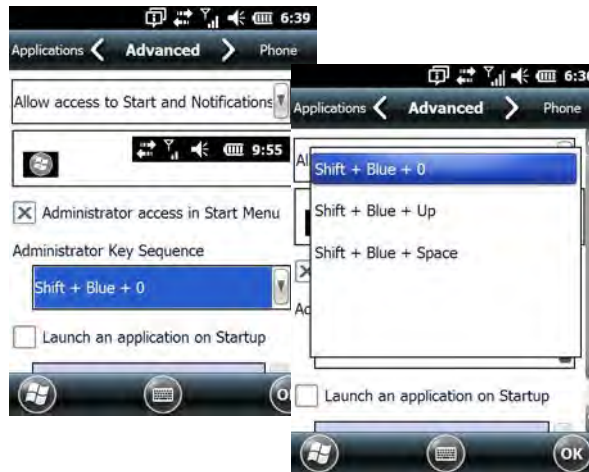 6:39
Applications Advanced Phone
Allow access to Start and Notifications
9:55
Administrator access in Start Menu
Administrator Key Sequence
Shift + Blue + 0
Launch an application on Startup
Applications Advanced Phone
Al
Shift + Blue + 0
Shift + Blue + Up
Shift + Blue + Space
Ad
Launch an application on Startup
OK